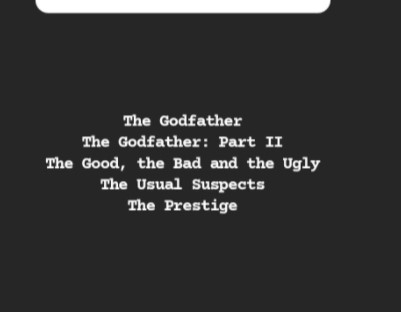 The Godfather
The Godfather: Part II
The Good, the Bad and the Ugly
The Usual Suspects
The Prestige